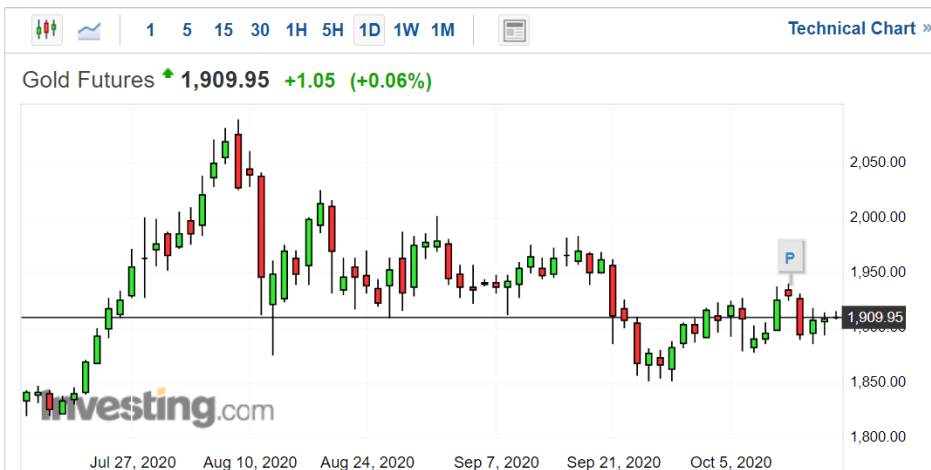 1 5 15 30 1H 5H 1D 1W 1M Technical Chart »
Gold Futures 1,909.95 +1.05 (+0.06%)
2,050.00
2,000.00
P
1,950.00
1,909.95
1,900.00
1,850.00
Investing.com
1,800.00
Jul 27, 2020 Aug 10, 2020 Aug 24, 2020 Sep 7, 2020 Sep 21, 2020 Oct 5, 2020